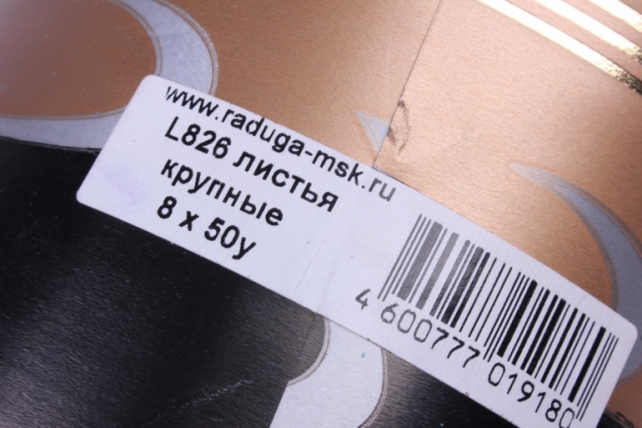 www.raduga-msk.ru
L826 листья
крупные
8 x 50y
4 600777 019180